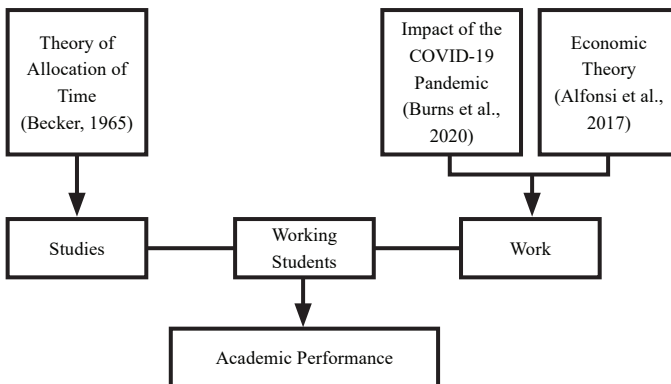 Theory of
Allocation of
Time
(Becker, 1965)
Impact of the
COVID-19
Pandemic
(Burns et al.,
2020)
Economic
Theory
(Alfonsi et al.,
2017)
Studies
Working
Students
Work
Academic Performance